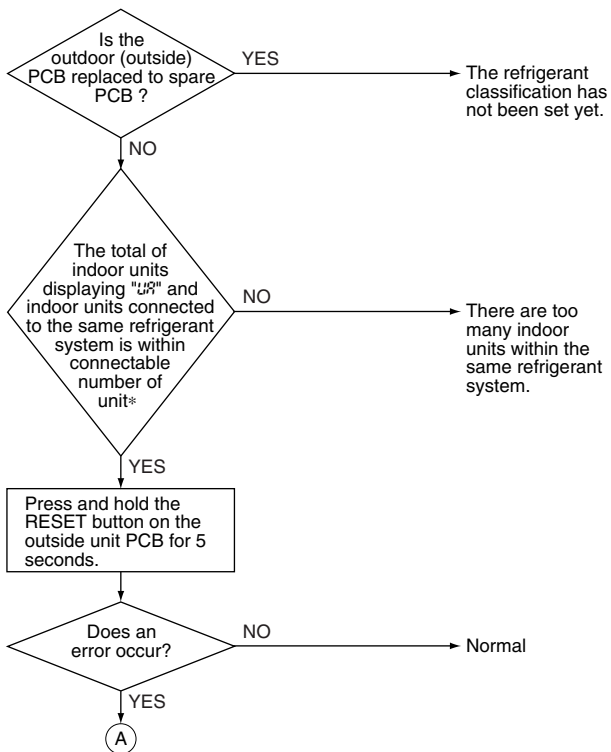 Is the
outdoor (outside)
PCB replaced to spare
PCB ?
YES
The refrigerant
classification has
not been set yet.
NO
The total of
indoor units
displaying "UA" and
indoor units connected
to the same refrigerant
system is within
connectable
number of
unit*
NO
There are too
many indoor
units within the
same refrigerant
system.
YES
Press and hold the
RESET button on the
outside unit PCB for 5
seconds.
Does an
error occur?
NO
Normal
YES
A